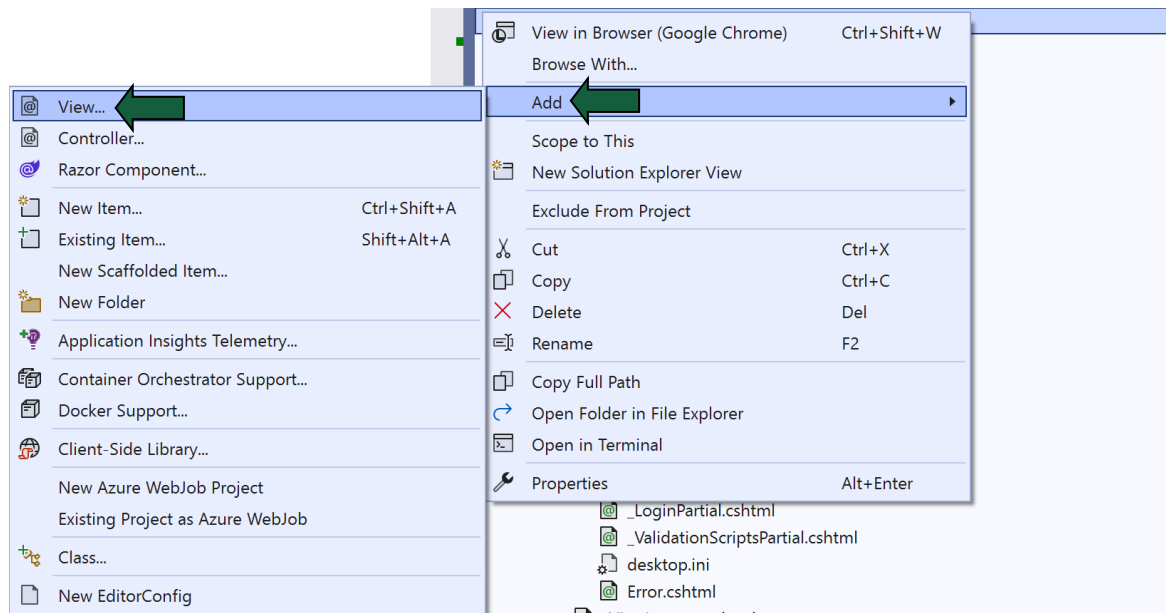 View in Browser (Google Chrome) Ctrl+Shift+W
Browse With...
Add
Scope to This
New Solution Explorer View
Exclude From Project
Cut Ctrl+X
Copy Ctrl+C
Delete Del
Rename F2
Copy Full Path
Open Folder in File Explorer
Open in Terminal
Properties Alt+Enter
View...
Controller...
Razor Component...
New Item... Ctrl+Shift+A
Existing Item... Shift+Alt+A
New Scaffolded Item...
New Folder
Application Insights Telemetry...
Container Orchestrator Support...
Docker Support...
Client-Side Library...
New Azure WebJob Project
Existing Project as Azure WebJob
Class...
New EditorConfig
_LoginPartial.cshtml
_ValidationScriptsPartial.cshtml
desktop.ini
Error.cshtml